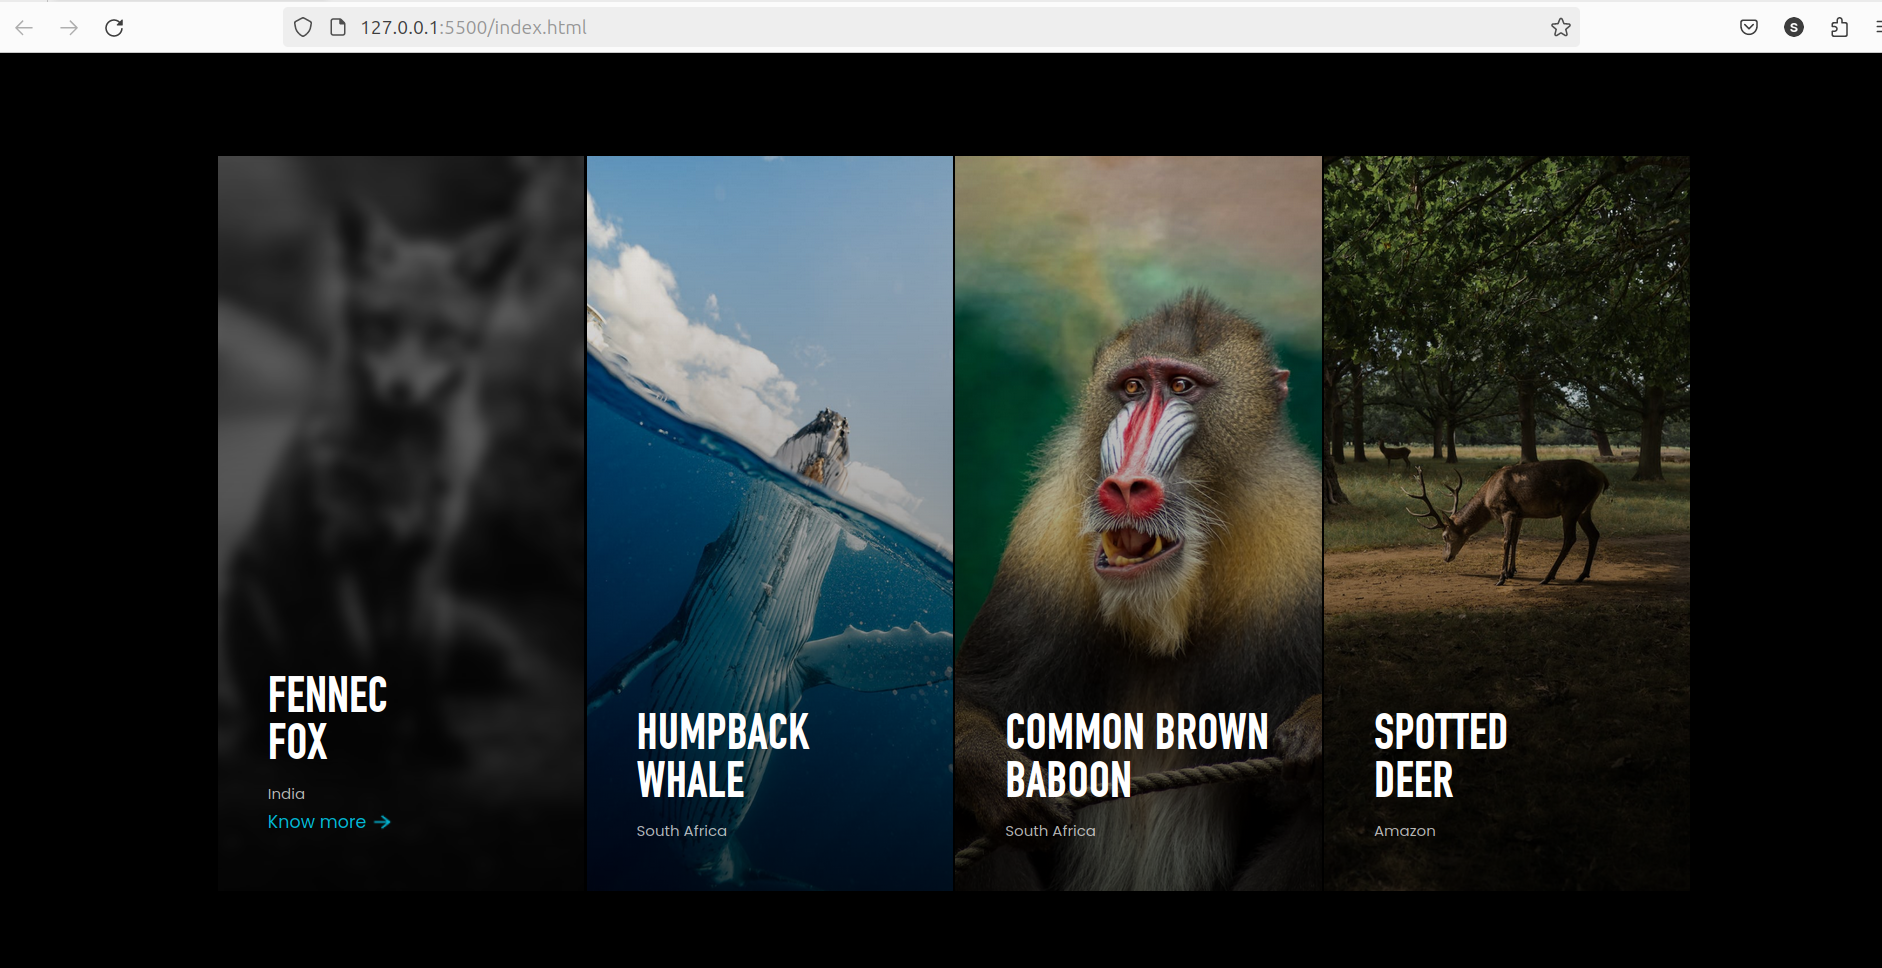 127.0.0.1:5500/index.html
S
FENNEC
FOX
India
Know more →
HUMPBACK
WHALE
South Africa
COMMON BROWN
BABOON
South Africa
SPOTTED
DEER
Amazon